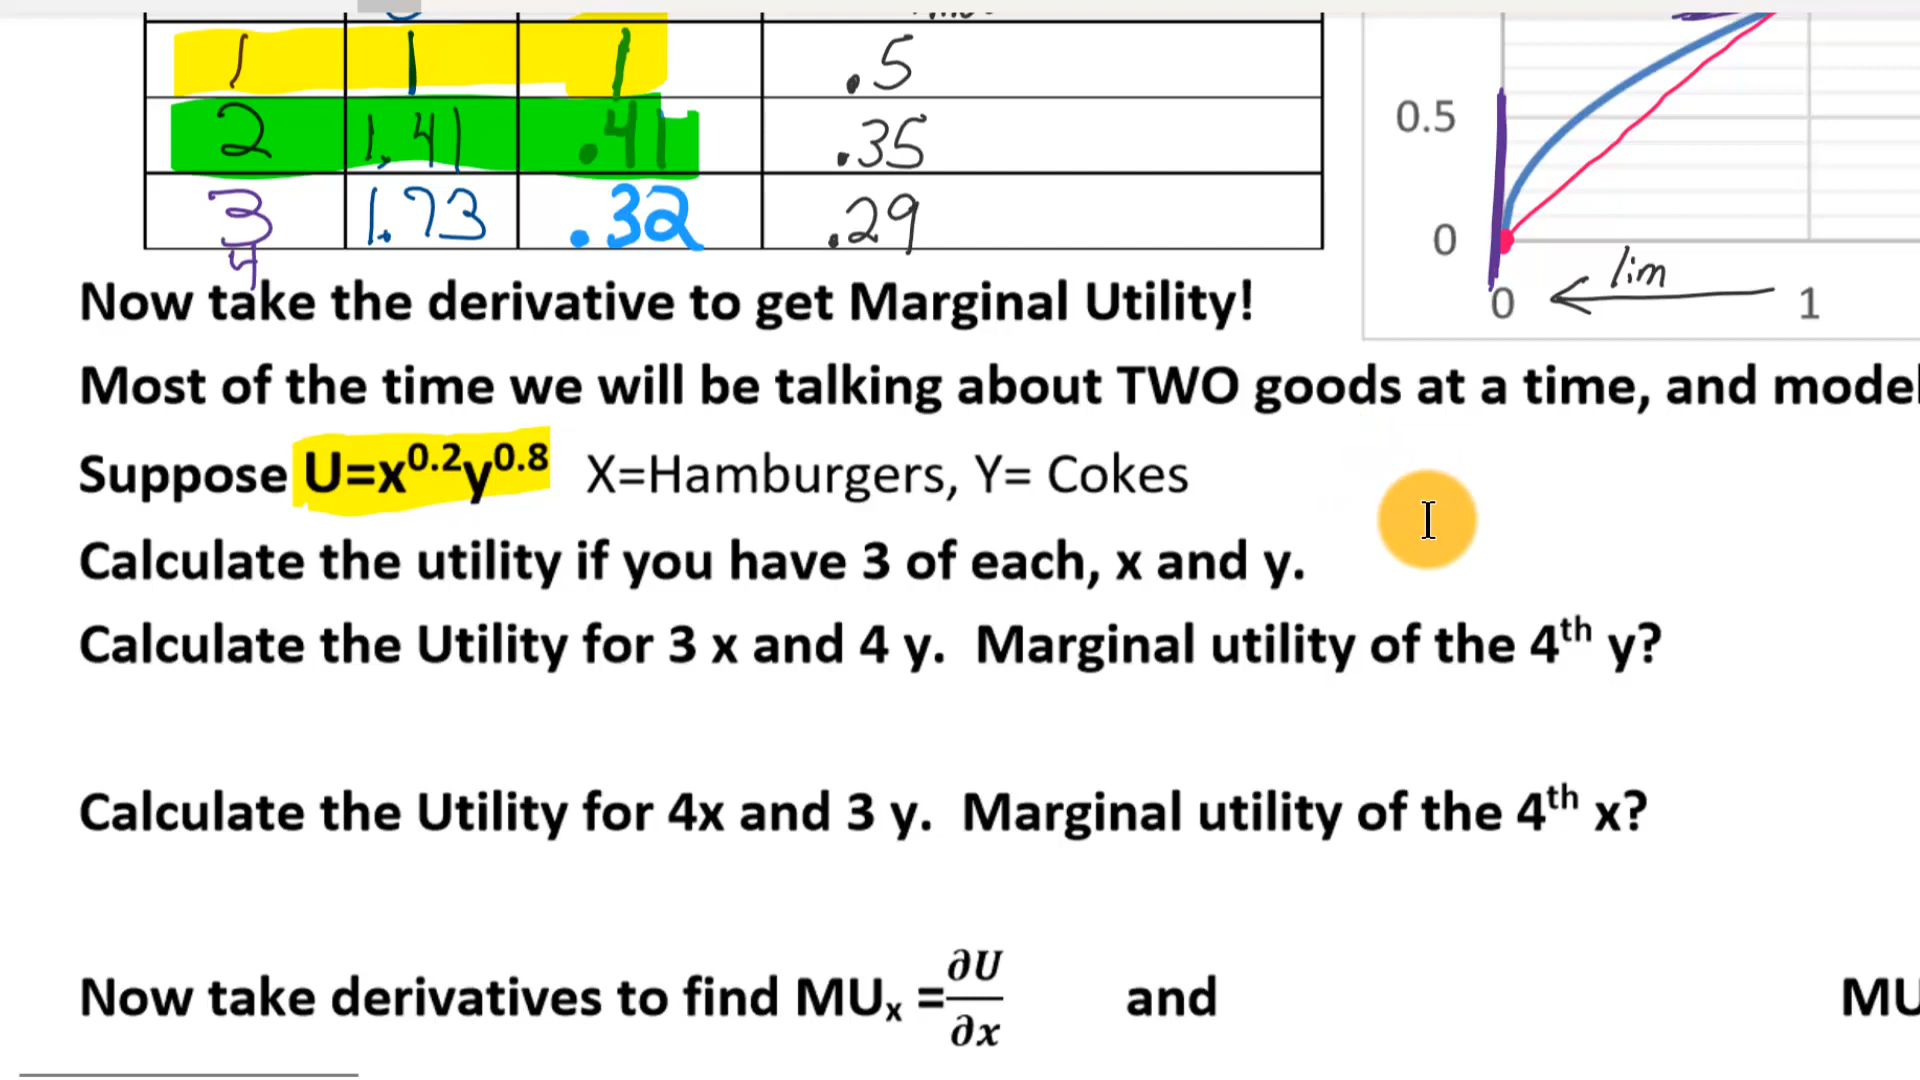 1 1 1 .5
2 1.41 .41 .35
3 1.73 .32 .29
4
0.5
0
lim
0 1
Now take the derivative to get Marginal Utility!
Most of the time we will be talking about TWO goods at a time, and model
Suppose U=x^0.2y^0.8 X=Hamburgers, Y= Cokes
Calculate the utility if you have 3 of each, x and y.
Calculate the Utility for 3 x and 4 y. Marginal utility of the 4th y?
Calculate the Utility for 4x and 3 y. Marginal utility of the 4th x?
Now take derivatives to find MUx =∂U/∂x and MU